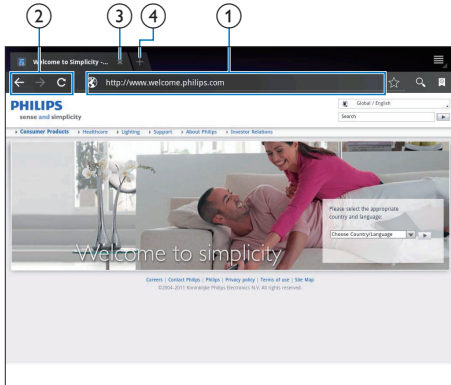 2
3
4
1
Welcome to Simplicity -...
http://www.welcome.philips.com
PHILIPS
sense and simplicity
Global / English
Search
Consumer Products
Healthcare
Lighting
Support
About Philips
Investor Relations
Please select the appropriate
country and language:
Choose Country/Language
Welcome to simplicity
Careers | Contact Philips | Philips | Privacy policy | Terms of use | Site Map
©2004-2011 Koninklijke Philips Electronics N.V. All rights reserved.